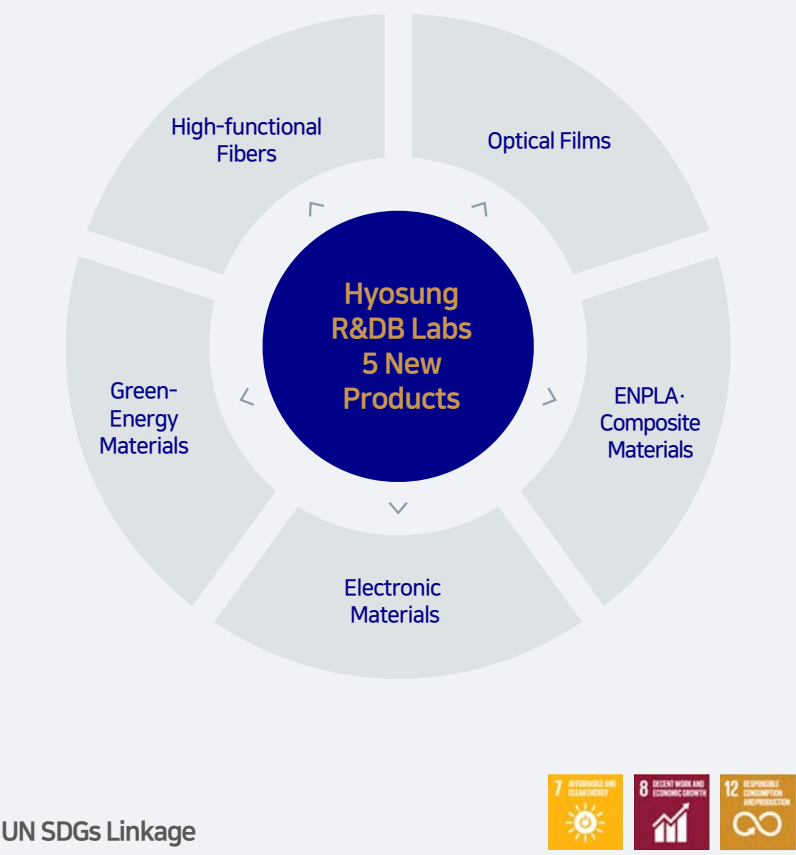 High-functional
Fibers
Optical Films
Hyosung
R&DB Labs
5 New
Products
Green-
Energy
Materials
ENPLA·
Composite
Materials
Electronic
Materials
UN SDGs Linkage
7 AFFORDABLE AND
CLEAN ENERGY
8 DECENT WORK AND
ECONOMIC GROWTH
12 RESPONSIBLE
CONSUMPTION
AND PRODUCTION